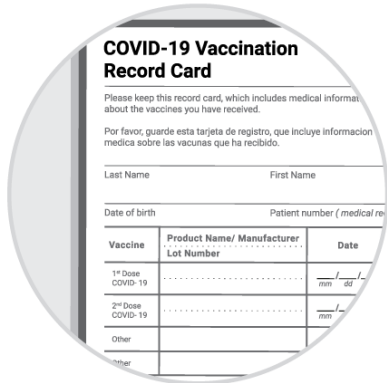 COVID-19 Vaccination
Record Card
Please keep this record card, which includes medical
about the vaccines you have received.
Por favor, guarde esta tarjeta de registro, que incluye informacion
medica sobre las vacunas que ha recibido.
Last Name First Name
Date of birth Patient number ( medical
Vaccine Product Name/ Manufacturer Date
Lot Number
1st Dose
COVID- 19
__/__/
mm dd
2nd Dose
COVID- 19
__/
mm
Other
Other